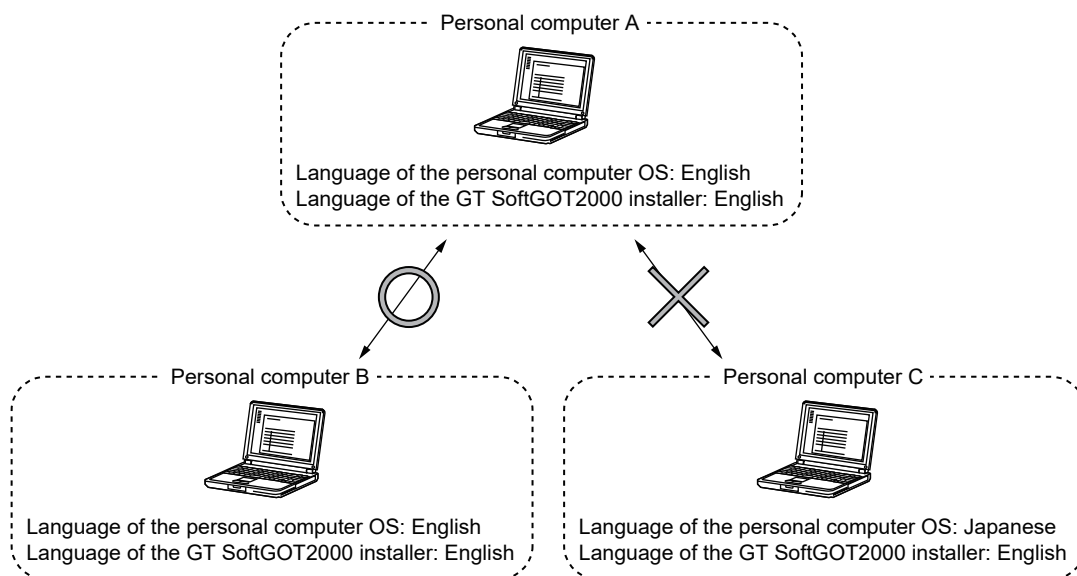 Personal computer A
Language of the personal computer OS: English
Language of the GT SoftGOT2000 installer: English
Personal computer B
Language of the personal computer OS: English
Language of the GT SoftGOT2000 installer: English
Personal computer C
Language of the personal computer OS: Japanese
Language of the GT SoftGOT2000 installer: English